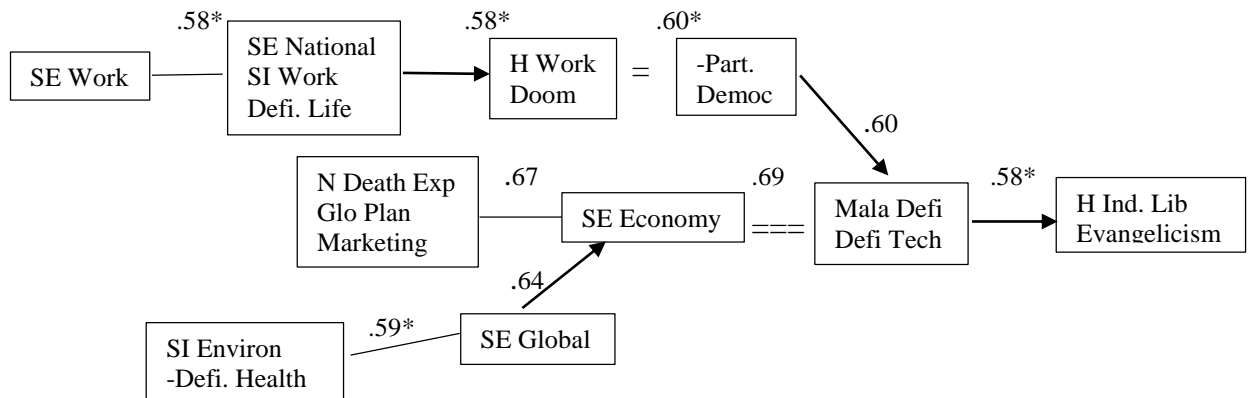 .58*
.58*
.60*
SE Work
SE National
SI Work
Defi. Life
H Work
Doom
=
-Part.
Democ
.60
N Death Exp
Glo Plan
Marketing
.67
SE Economy
.69
===
Mala Defi
Defi Tech
.58*
H Ind. Lib
Evangelicism
.64
SI Environ
-Defi. Health
.59*
SE Global